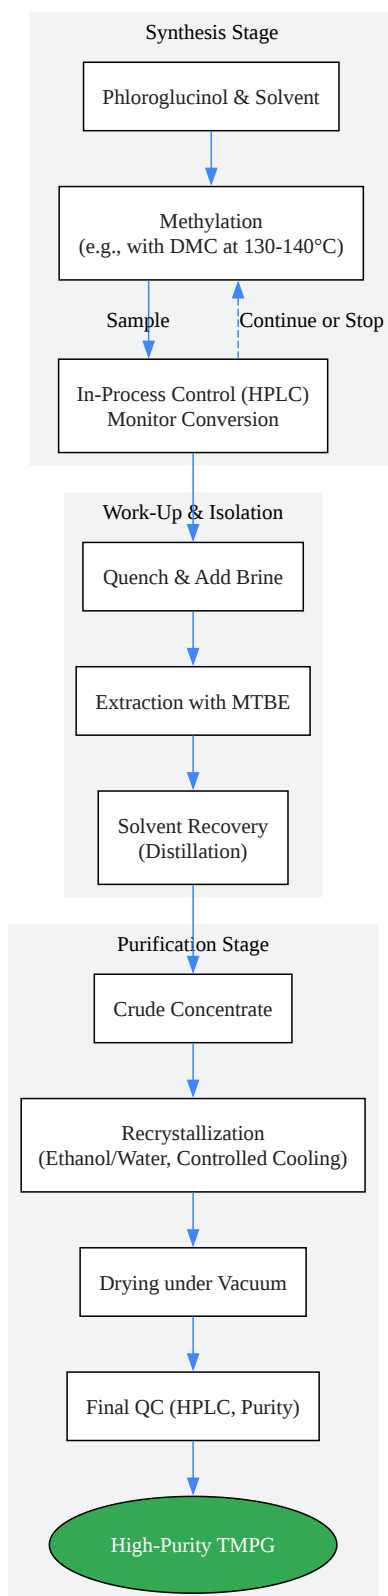 Synthesis Stage
Phloroglucinol & Solvent
Methylation
(e.g., with DMC at 130-140°C)
Sample
Continue or Stop
In-Process Control (HPLC)
Monitor Conversion
Work-Up & Isolation
Quench & Add Brine
Extraction with MTBE
Solvent Recovery
(Distillation)
Purification Stage
Crude Concentrate
Recrystallization
(Ethanol/Water, Controlled Cooling)
Drying under Vacuum
Final QC (HPLC, Purity)
High-Purity TMPG